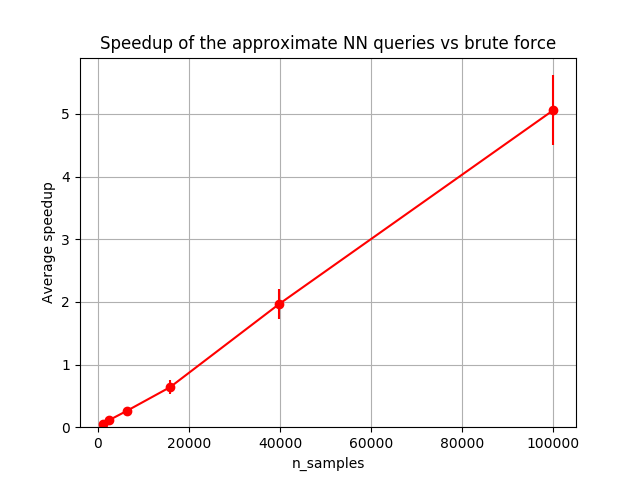 Speedup of the approximate NN queries vs brute force
Average speedup
5
4
3
2
1
0
0 20000 40000 60000 80000 100000
n_samples